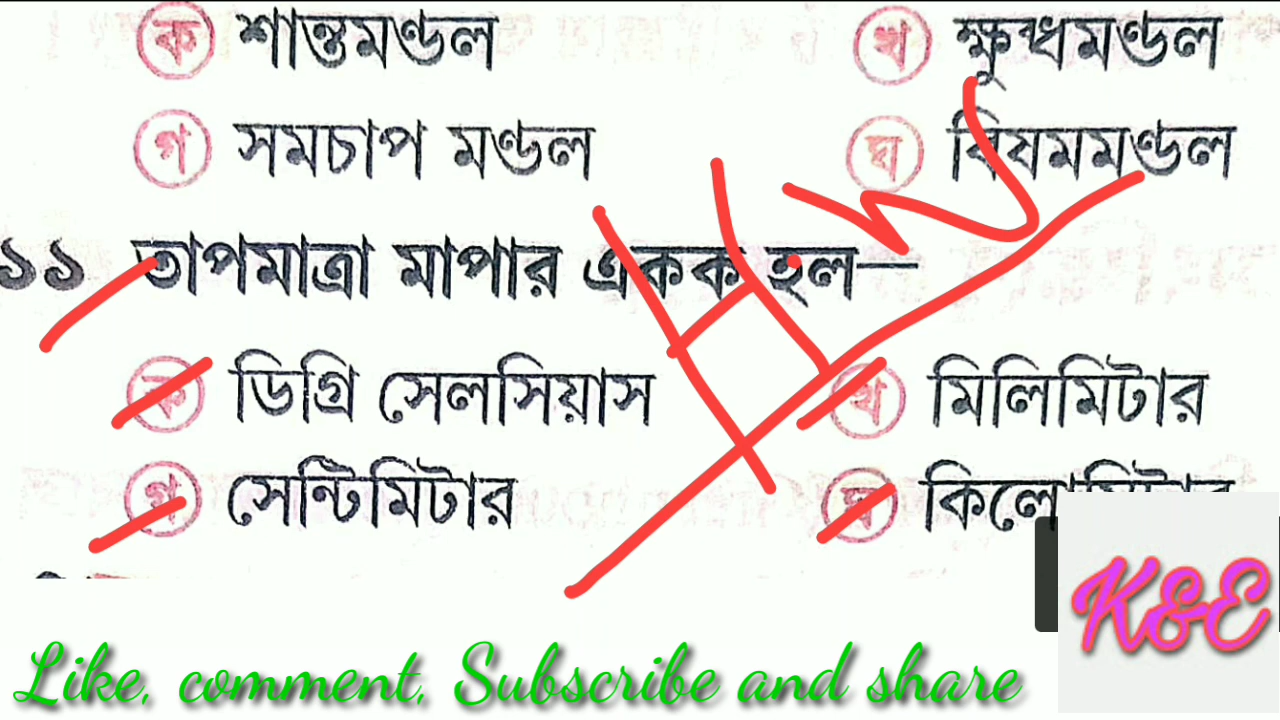 ক শান্তমণ্ডল খ ক্ষুব্ধমণ্ডল
গ সমচাপ মণ্ডল ঘ বিষমমণ্ডল
১১ তাপমাত্রা মাপার একক হল—
ক ডিগ্রি সেলসিয়াস খ মিলিমিটার
গ সেন্টিমিটার ঘ কিলোমিটার
H.W
K&E
Like, comment, Subscribe and share